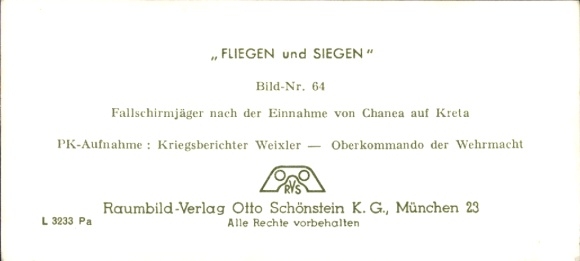 „FLIEGEN und SIEGEN“
Bild-Nr. 64
Fallschirmjäger nach der Einnahme von Chanea auf Kreta
PK-Aufnahme: Kriegsberichter Weixler — Oberkommando der Wehrmacht
RVS
Raumbild-Verlag Otto Schönstein K. G., München 23
L 3233 Pa
Alle Rechte vorbehalten